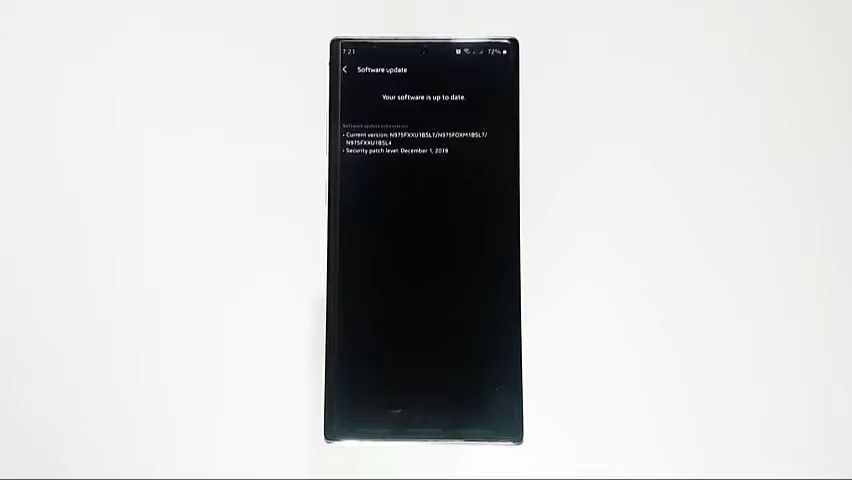 7:21
72%
Software update
Your software is up to date.
Software update information
• Current version: N975FXXU1BSL7/N975FOXM1BSL7/
N975FXXU1BSL4
• Security patch level: December 1, 2019